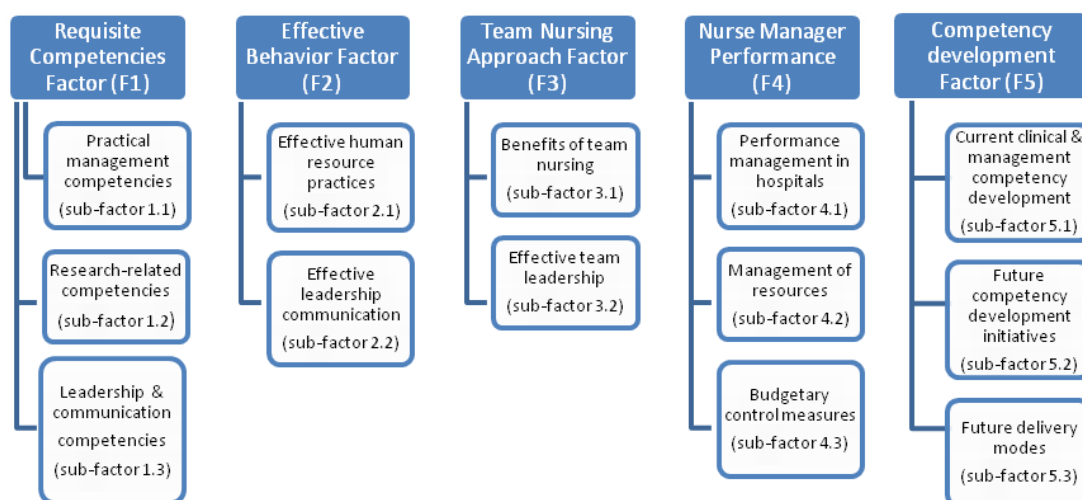 Requisite
Competencies
Factor (F1)
Practical
management
competencies
(sub-factor 1.1)
Research-related
competencies
(sub-factor 1.2)
Leadership & 
communication
competencies
(sub-factor 1.3)
Effective
Behavior Factor
(F2)
Effective human
resource
practices
(sub-factor 2.1)
Effective
leadership
communication
(sub-factor 2.2)
Team Nursing
Approach Factor
(F3)
Benefits of team
nursing
(sub-factor 3.1)
Effective team
leadership
(sub-factor 3.2)
Nurse Manager
Performance
(F4)
Performance
management in
hospitals
(sub-factor 4.1)
Management of
resources
(sub-factor 4.2)
Budgetary
control measures
(sub-factor 4.3)
Competency
development
Factor (F5)
Current clinical &
management
competency
development
(sub-factor 5.1)
Future
competency
development
initiatives
(sub-factor 5.2)
Future delivery
modes
(sub-factor 5.3)